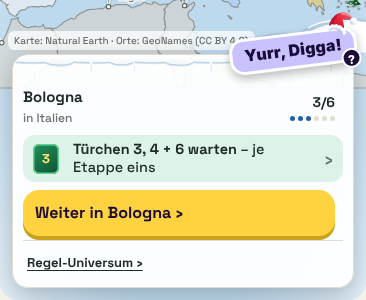 Karte: Natural Earth · Orte: GeoNames (CC BY 4.0)
Yurr, Digga!
?
Bologna
3/6
in Italien
3
Türchen 3, 4 + 6 warten – je
Etappe eins
>
Weiter in Bologna >
Regel-Universum >